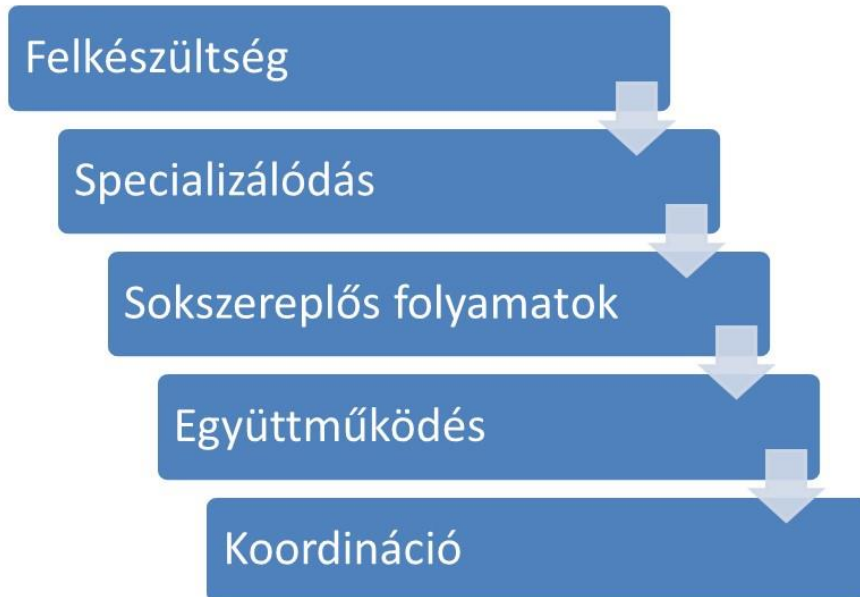 Felkészültség
Specializálódás
Sokszereplős folyamatok
Együttműködés
Koordináció